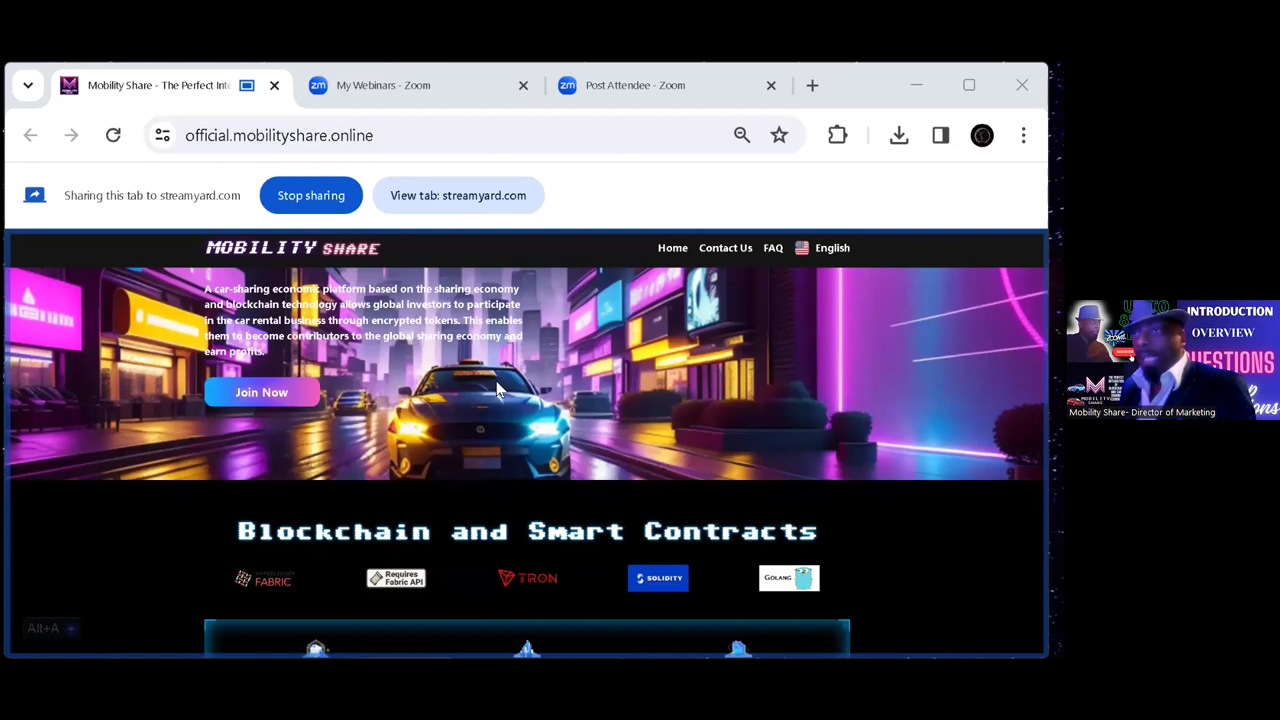 Mobility Share - The Perfect Inte
My Webinars - Zoom
Post Attendee - Zoom
official.mobilityshare.online
Sharing this tab to streamyard.com
Stop sharing
View tab: streamyard.com
MOBILITY SHARE
Home
Contact Us
FAQ
English
A car-sharing economic platform based on the sharing economy
and blockchain technology allows global investors to participate
in the car rental business through encrypted tokens. This enables
them to become contributors to the global sharing economy and
earn profits.
Join Now
Blockchain and Smart Contracts
FABRIC
Requires
Fabric API
TRON
SOLIDITY
GOLANG
Alt+A
INTRODUCTION
OVERVIEW
Mobility Share- Director of Marketing